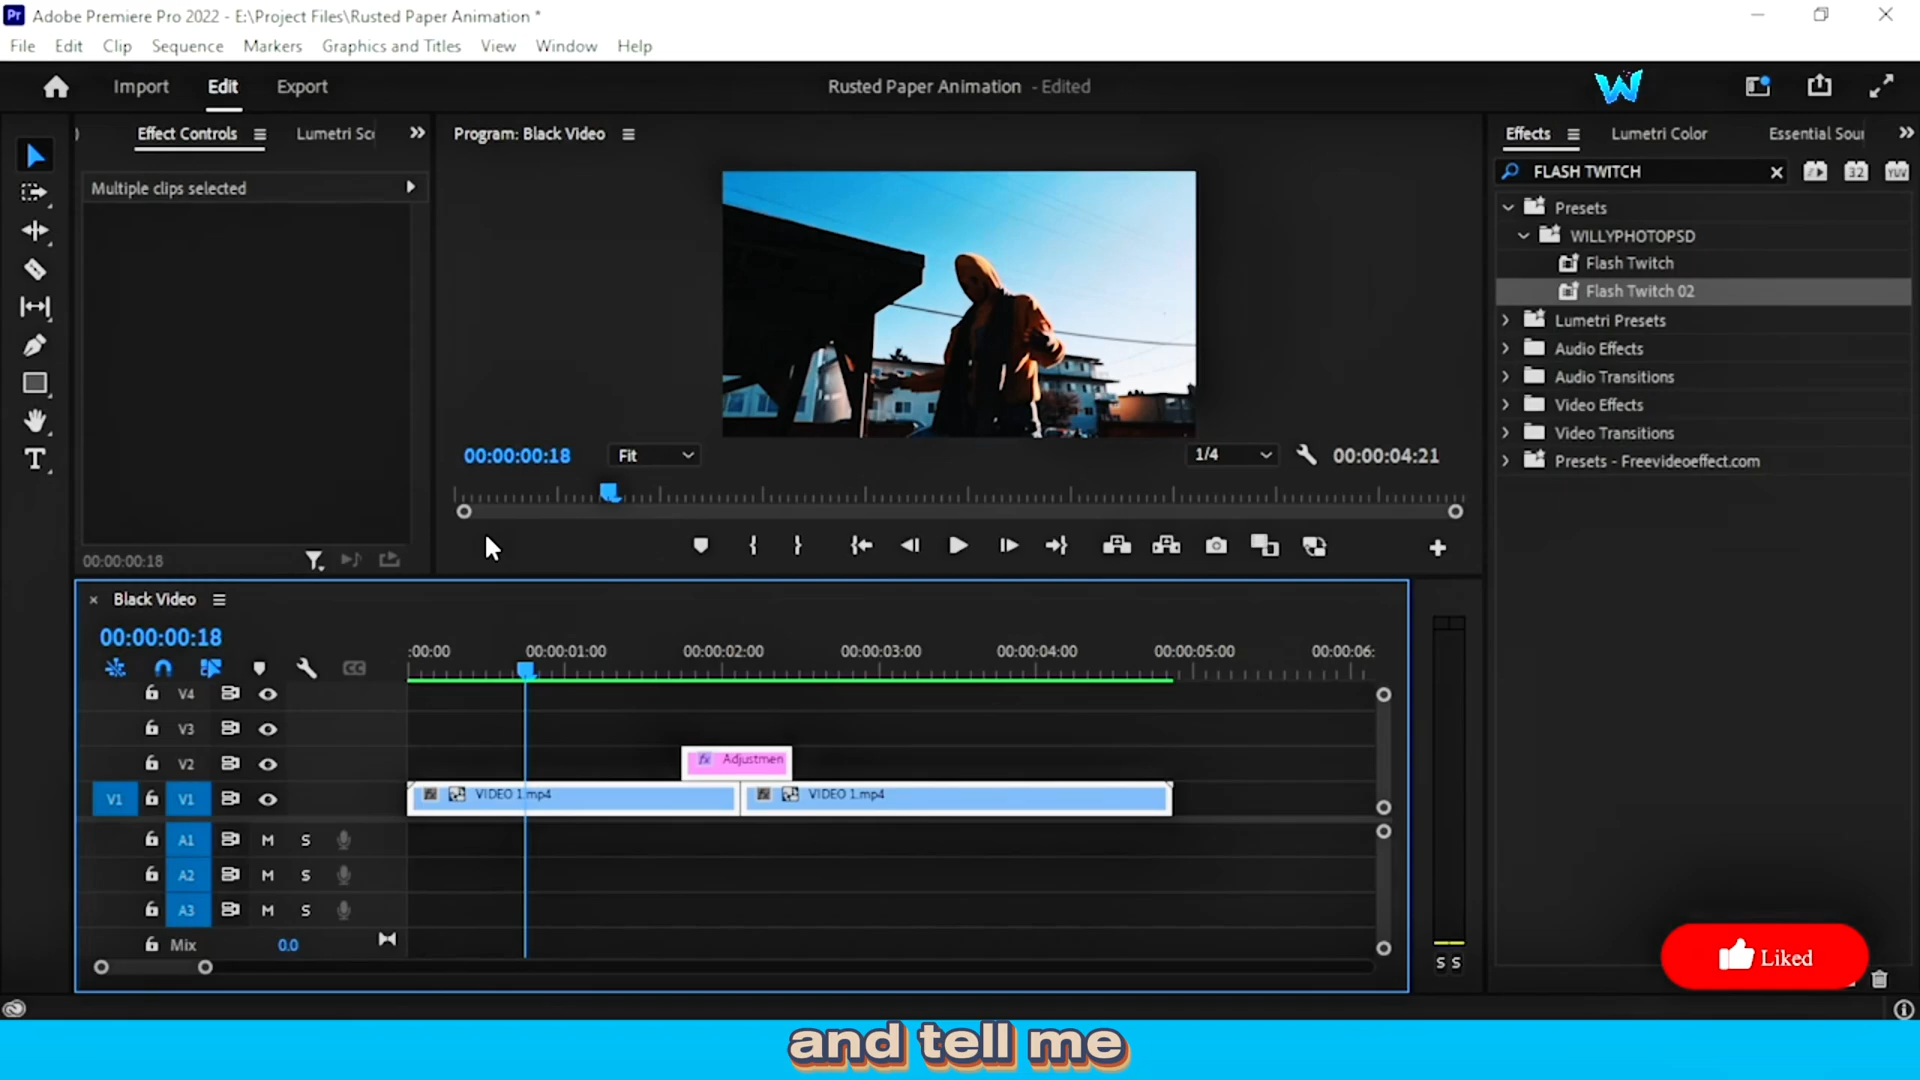 Adobe Premiere Pro 2022 - E:\Project Files\Rusted Paper Animation *
File Edit Clip Sequence Markers Graphics and Titles View Window Help
Import Edit Export
Rusted Paper Animation - Edited
Effect Controls
Lumetri Sc
Program: Black Video
Effects
Lumetri Color
Essential Sou
Multiple clips selected
FLASH TWITCH
Presets
WILLYPHOTOPSD
Flash Twitch
Flash Twitch 02
Lumetri Presets
Audio Effects
Audio Transitions
Video Effects
Video Transitions
Presets - Freevideoeffect.com
00:00:00:18
Fit
1/4
00:00:04:21
00:00:00:18
Black Video
00:00:00:18
:00:00 00:00:01:00 00:00:02:00 00:00:03:00 00:00:04:00 00:00:05:00 00:00:06:
V4
V3
V2
Adjustmen
V1 V1
VIDEO 1.mp4
VIDEO 1.mp4
A1 M S
A2 M S
A3 M S
Mix 0.0
S S
Liked
and tell me